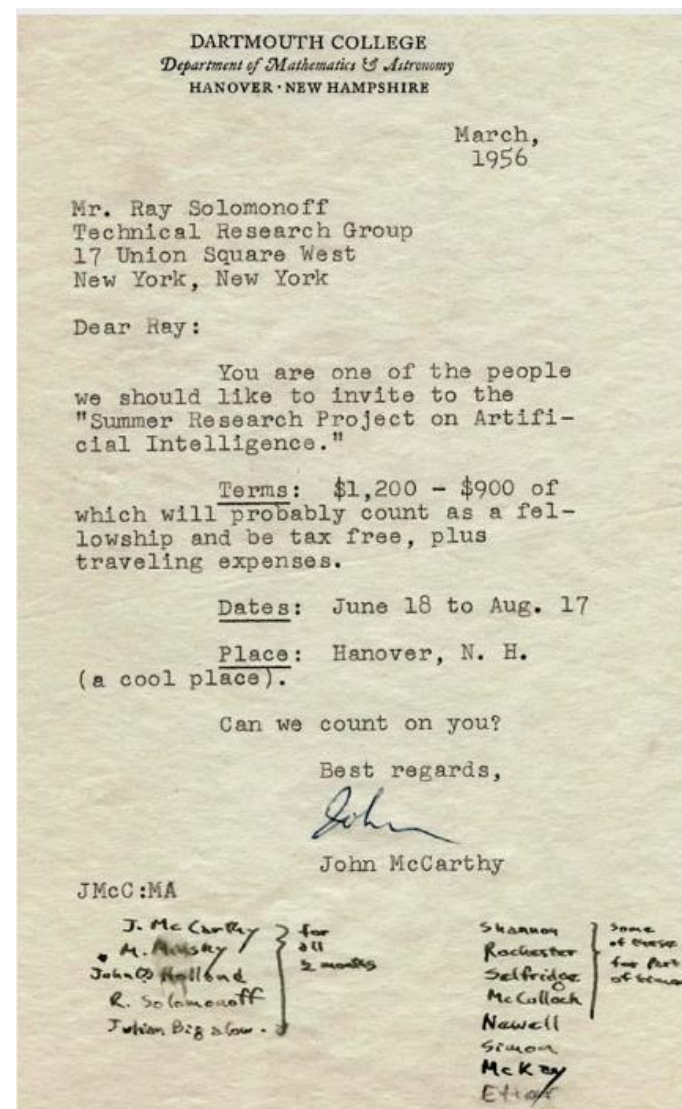 DARTMOUTH COLLEGE
Department of Mathematics & Astronomy
HANOVER · NEW HAMPSHIRE
March,
1956
Mr. Ray Solomonoff
Technical Research Group
17 Union Square West
New York, New York
Dear Ray:
You are one of the people
we should like to invite to the
"Summer Research Project on Artifi-
cial Intelligence."
Terms: $1,200 - $900 of
which will probably count as a fel-
lowship and be tax free, plus
traveling expenses.
Dates: June 18 to Aug. 17
Place: Hanover, N. H.
(a cool place).
Can we count on you?
Best regards,
John
John McCarthy
JMcC:MA
J. McCarthy
M. Minsky
John Holland
R. Solomonoff
Julian Bigelow.
for
all
2 months
Shannon
Rochester
Selfridge
McCulloch
Newell
Simon
McKay
some
of these
for part
of time